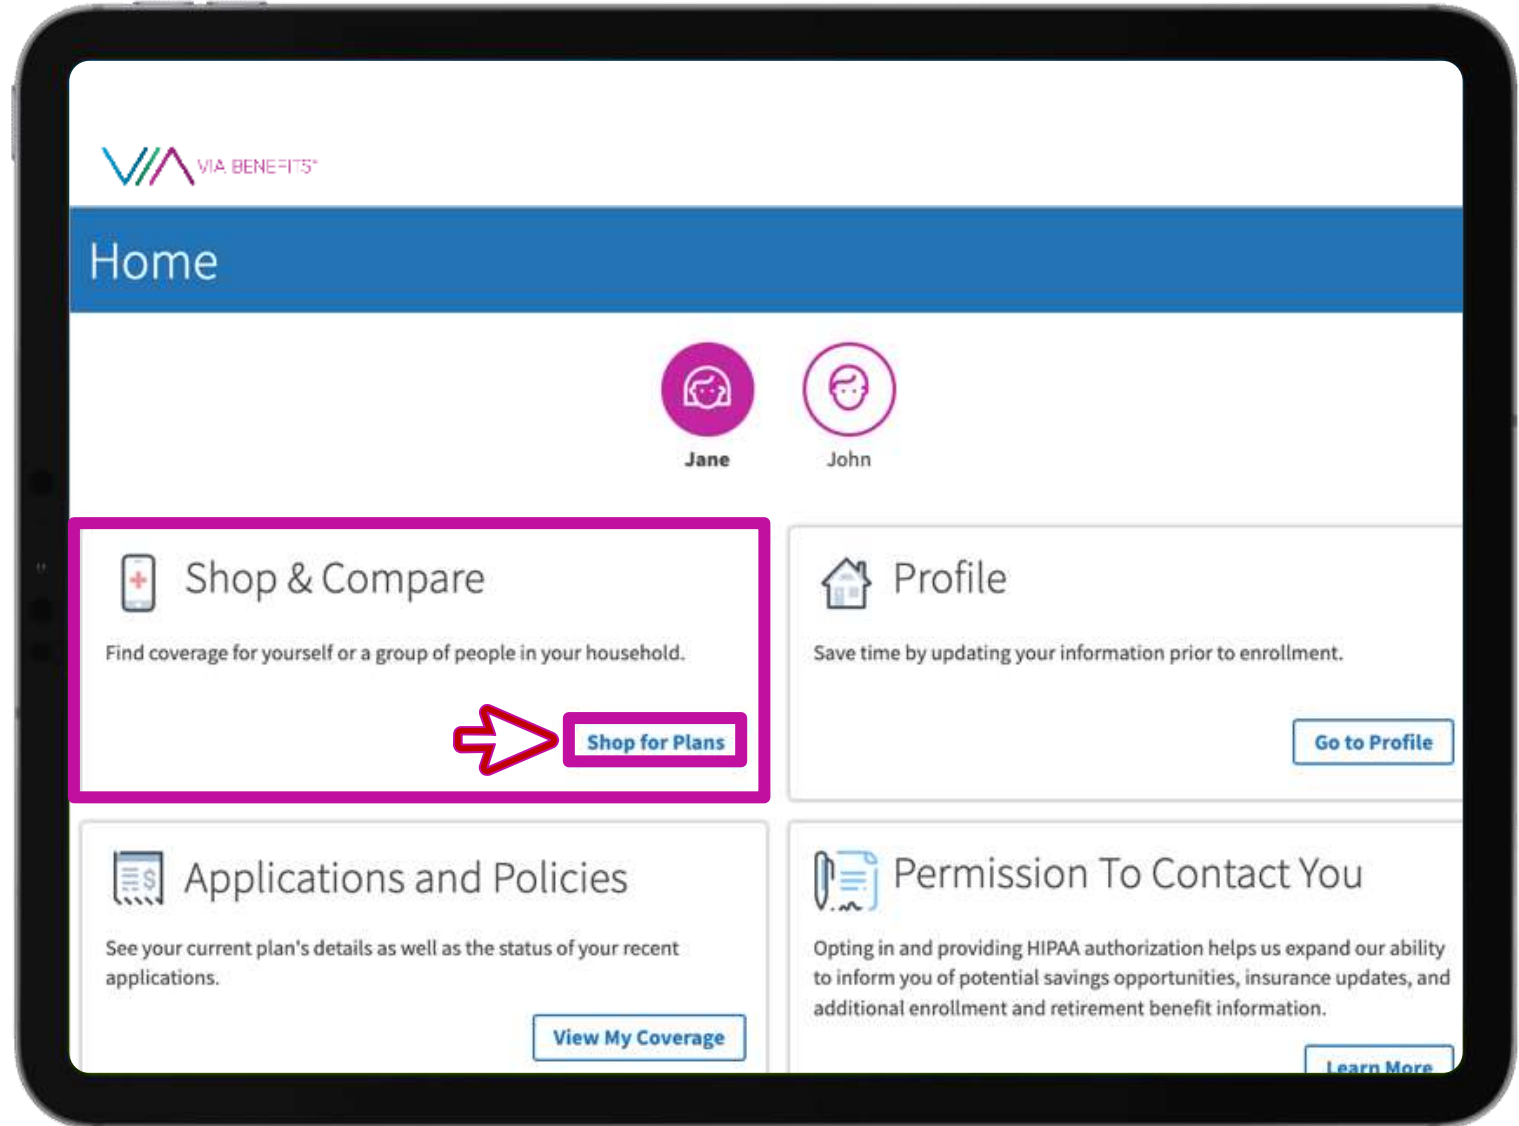 VIA BENEFITS
Home
Jane
John
Shop & Compare
Find coverage for yourself or a group of people in your household.
Shop for Plans
Profile
Save time by updating your information prior to enrollment.
Go to Profile
Applications and Policies
See your current plan's details as well as the status of your recent
applications.
View My Coverage
Permission To Contact You
Opting in and providing HIPAA authorization helps us expand our ability
to inform you of potential savings opportunities, insurance updates, and
additional enrollment and retirement benefit information.
Learn More